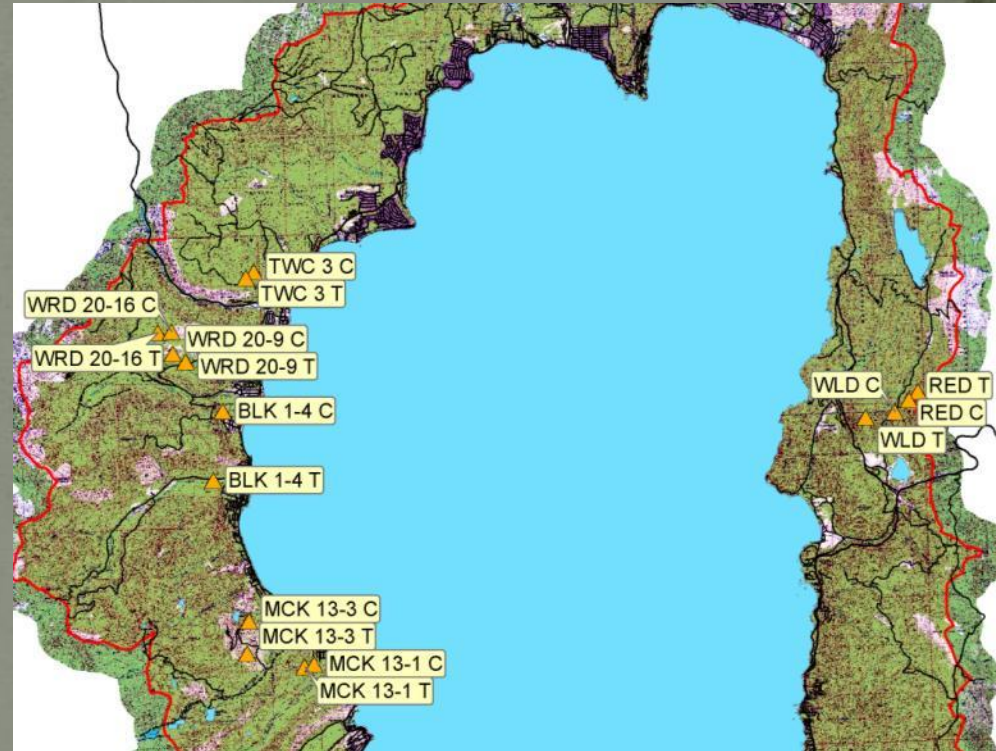 TWC 3 C
TWC 3 T
WRD 20-16 C
WRD 20-9 C
WRD 20-16 T
WRD 20-9 T
BLK 1-4 C
BLK 1-4 T
MCK 13-3 C
MCK 13-3 T
MCK 13-1 C
MCK 13-1 T
WLD C
RED T
RED C
WLD T